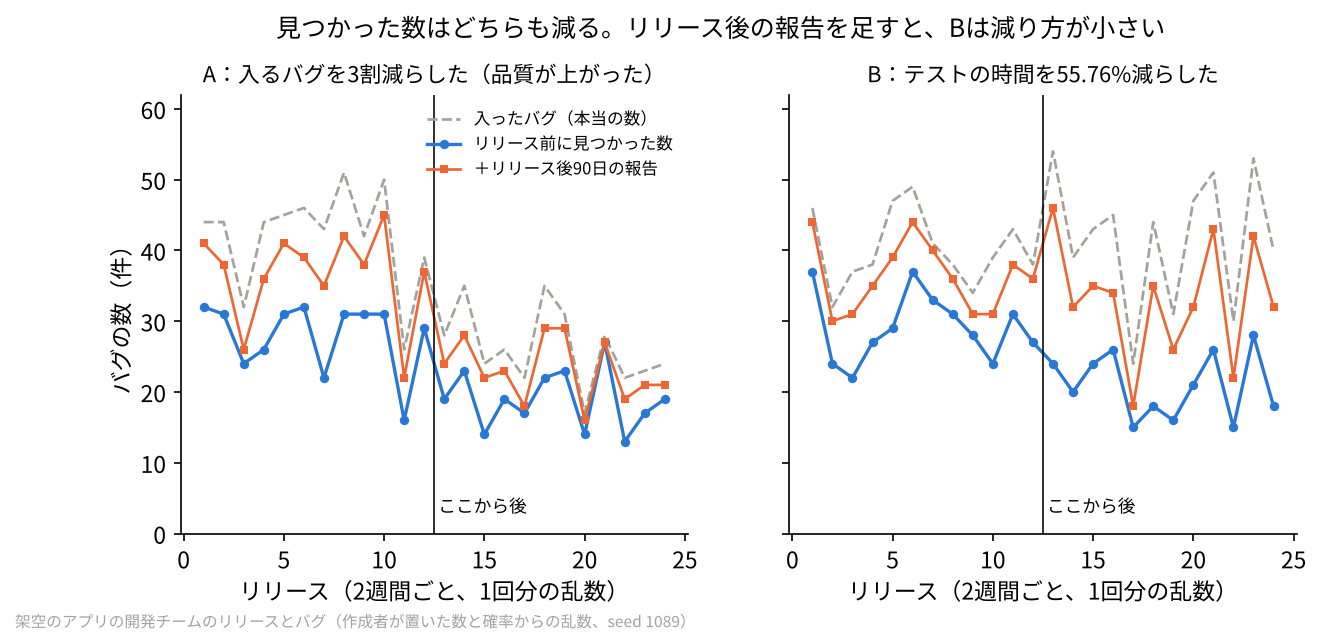 見つかった数はどちらも減る。リリース後の報告を足すと、Bは減り方が小さい
A：入るバグを3割減らした（品質が上がった）
B：テストの時間を55.76%減らした
入ったバグ（本当の数）
リリース前に見つかった数
＋リリース後90日の報告
バグの数（件）
60
50
40
30
20
10
0
ここから後
ここから後
0 5 10 15 20 25
0 5 10 15 20 25
リリース（2週間ごと、1回分の乱数）
リリース（2週間ごと、1回分の乱数）
架空のアプリの開発チームのリリースとバグ（作成者が置いた数と確率からの乱数、seed 1089）